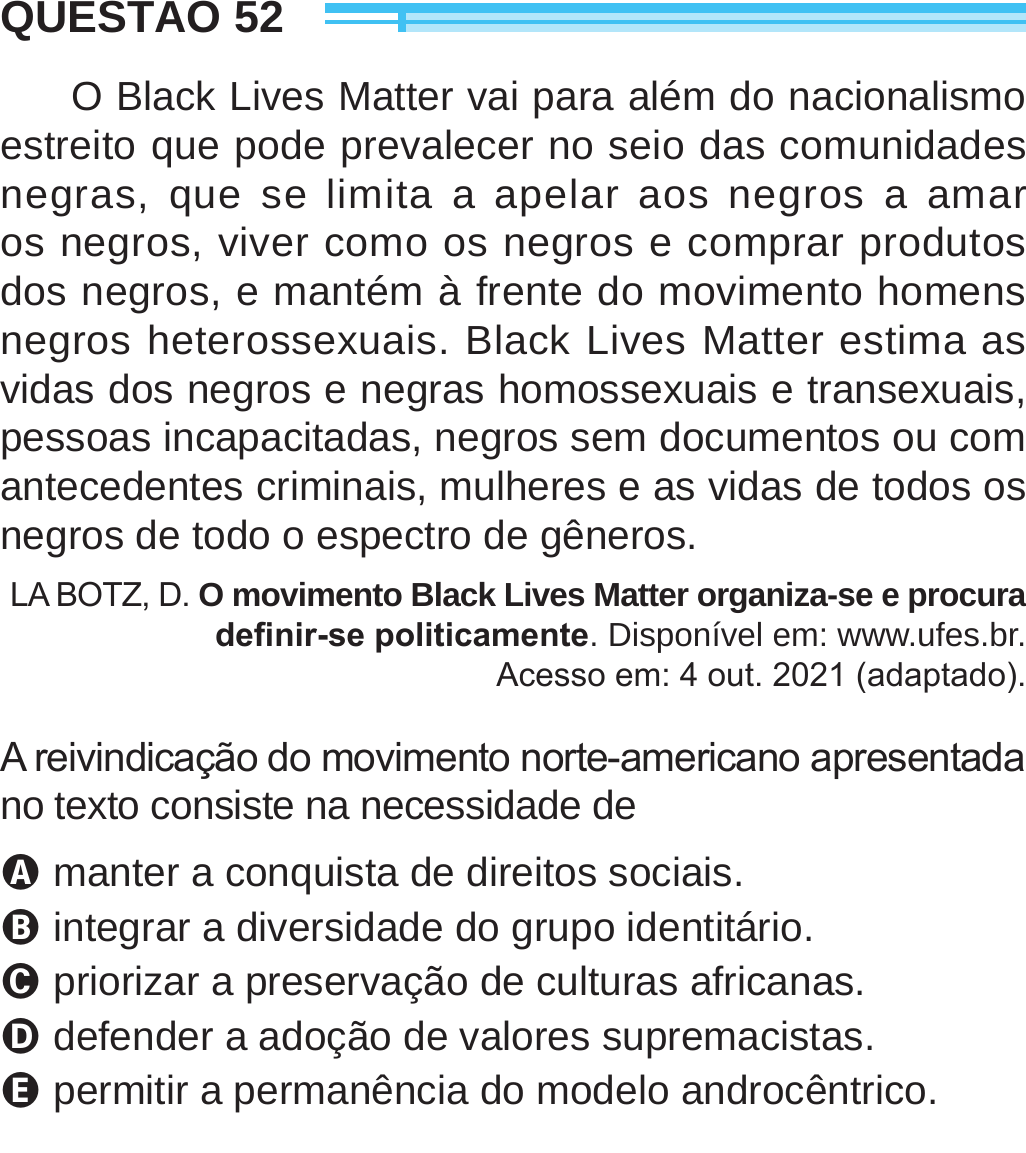 QUESTÃO 52
O Black Lives Matter vai para além do nacionalismo
estreito que pode prevalecer no seio das comunidades
negras, que se limita a apelar aos negros a amar
os negros, viver como os negros e comprar produtos
dos negros, e mantém à frente do movimento homens
negros heterossexuais. Black Lives Matter estima as
vidas dos negros e negras homossexuais e transexuais,
pessoas incapacitadas, negros sem documentos ou com
antecedentes criminais, mulheres e as vidas de todos os
negros de todo o espectro de gêneros.
LA BOTZ, D. O movimento Black Lives Matter organiza-se e procura
definir-se politicamente. Disponível em: www.ufes.br.
Acesso em: 4 out. 2021 (adaptado).
A reivindicação do movimento norte-americano apresentada
no texto consiste na necessidade de
A manter a conquista de direitos sociais.
B integrar a diversidade do grupo identitário.
C priorizar a preservação de culturas africanas.
D defender a adoção de valores supremacistas.
E permitir a permanência do modelo androcêntrico.